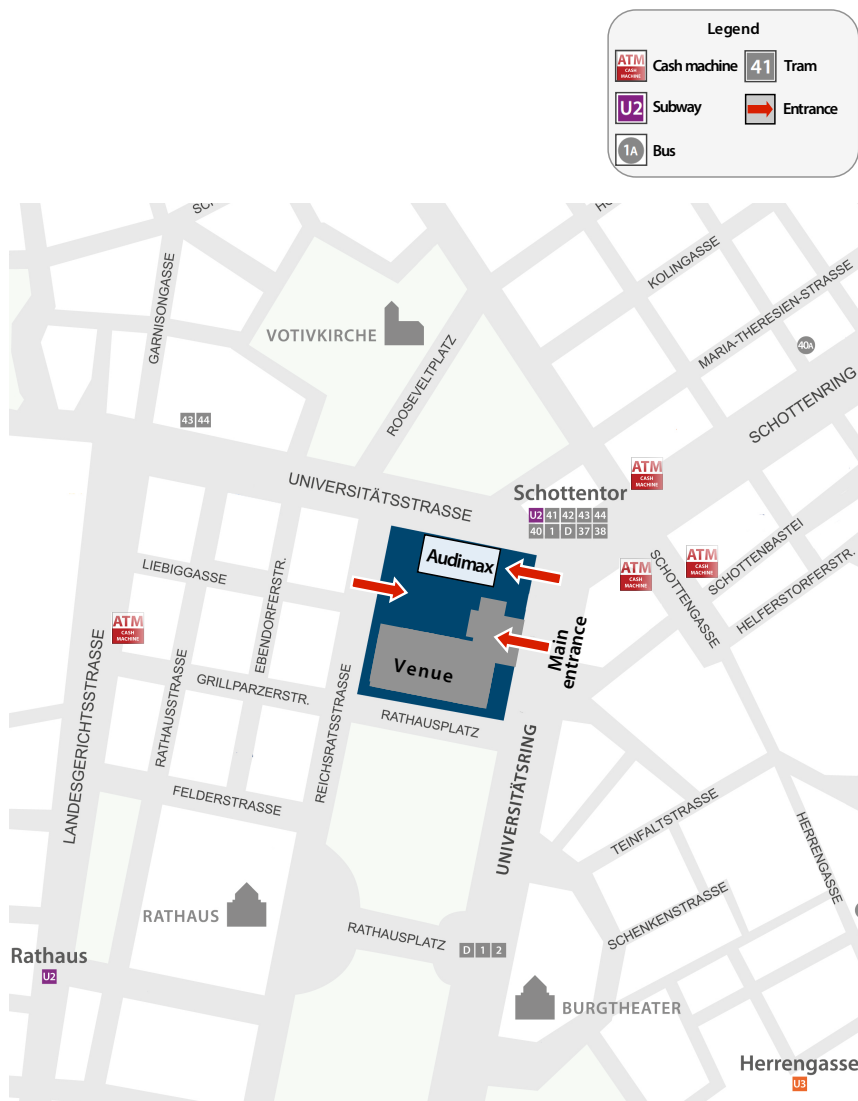 Legend
ATM
CASH
MACHINE
Cash machine
41
Tram
U2
Subway
Entrance
1A
Bus
KOLINGASSE
GARNISONGASSE
MARIA-THERESIEN-STRASSE
VOTIVKIRCHE
ROOSEVELTPLATZ
40A
SCHOTTENRING
43 44
UNIVERSITÄTSSTRASSE
ATM
CASH
MACHINE
Schottentor
U2 41 42 43 44
40 1 D 37 38
Audimax
LIEBIGGASSE
EBENDORFERSTR.
ATM
CASH
MACHINE
ATM
CASH
MACHINE
SCHOTTENGASSE
SCHOTTENBASTEI
HELFERSTORFERSTR.
ATM
CASH
MACHINE
Main
entrance
Venue
LANDESGERICHTSSTRASSE
RATHAUSSTRASSE
GRILLPARZERSTR.
REICHSRATSSTRASSE
RATHAUSPLATZ
UNIVERSITÄTSRING
FELDERSTRASSE
TEINFALTSTRASSE
HERRENGASSE
RATHAUS
SCHENKENSTRASSE
RATHAUSPLATZ
D 1 2
Rathaus
U2
BURGTHEATER
Herrengasse
U3